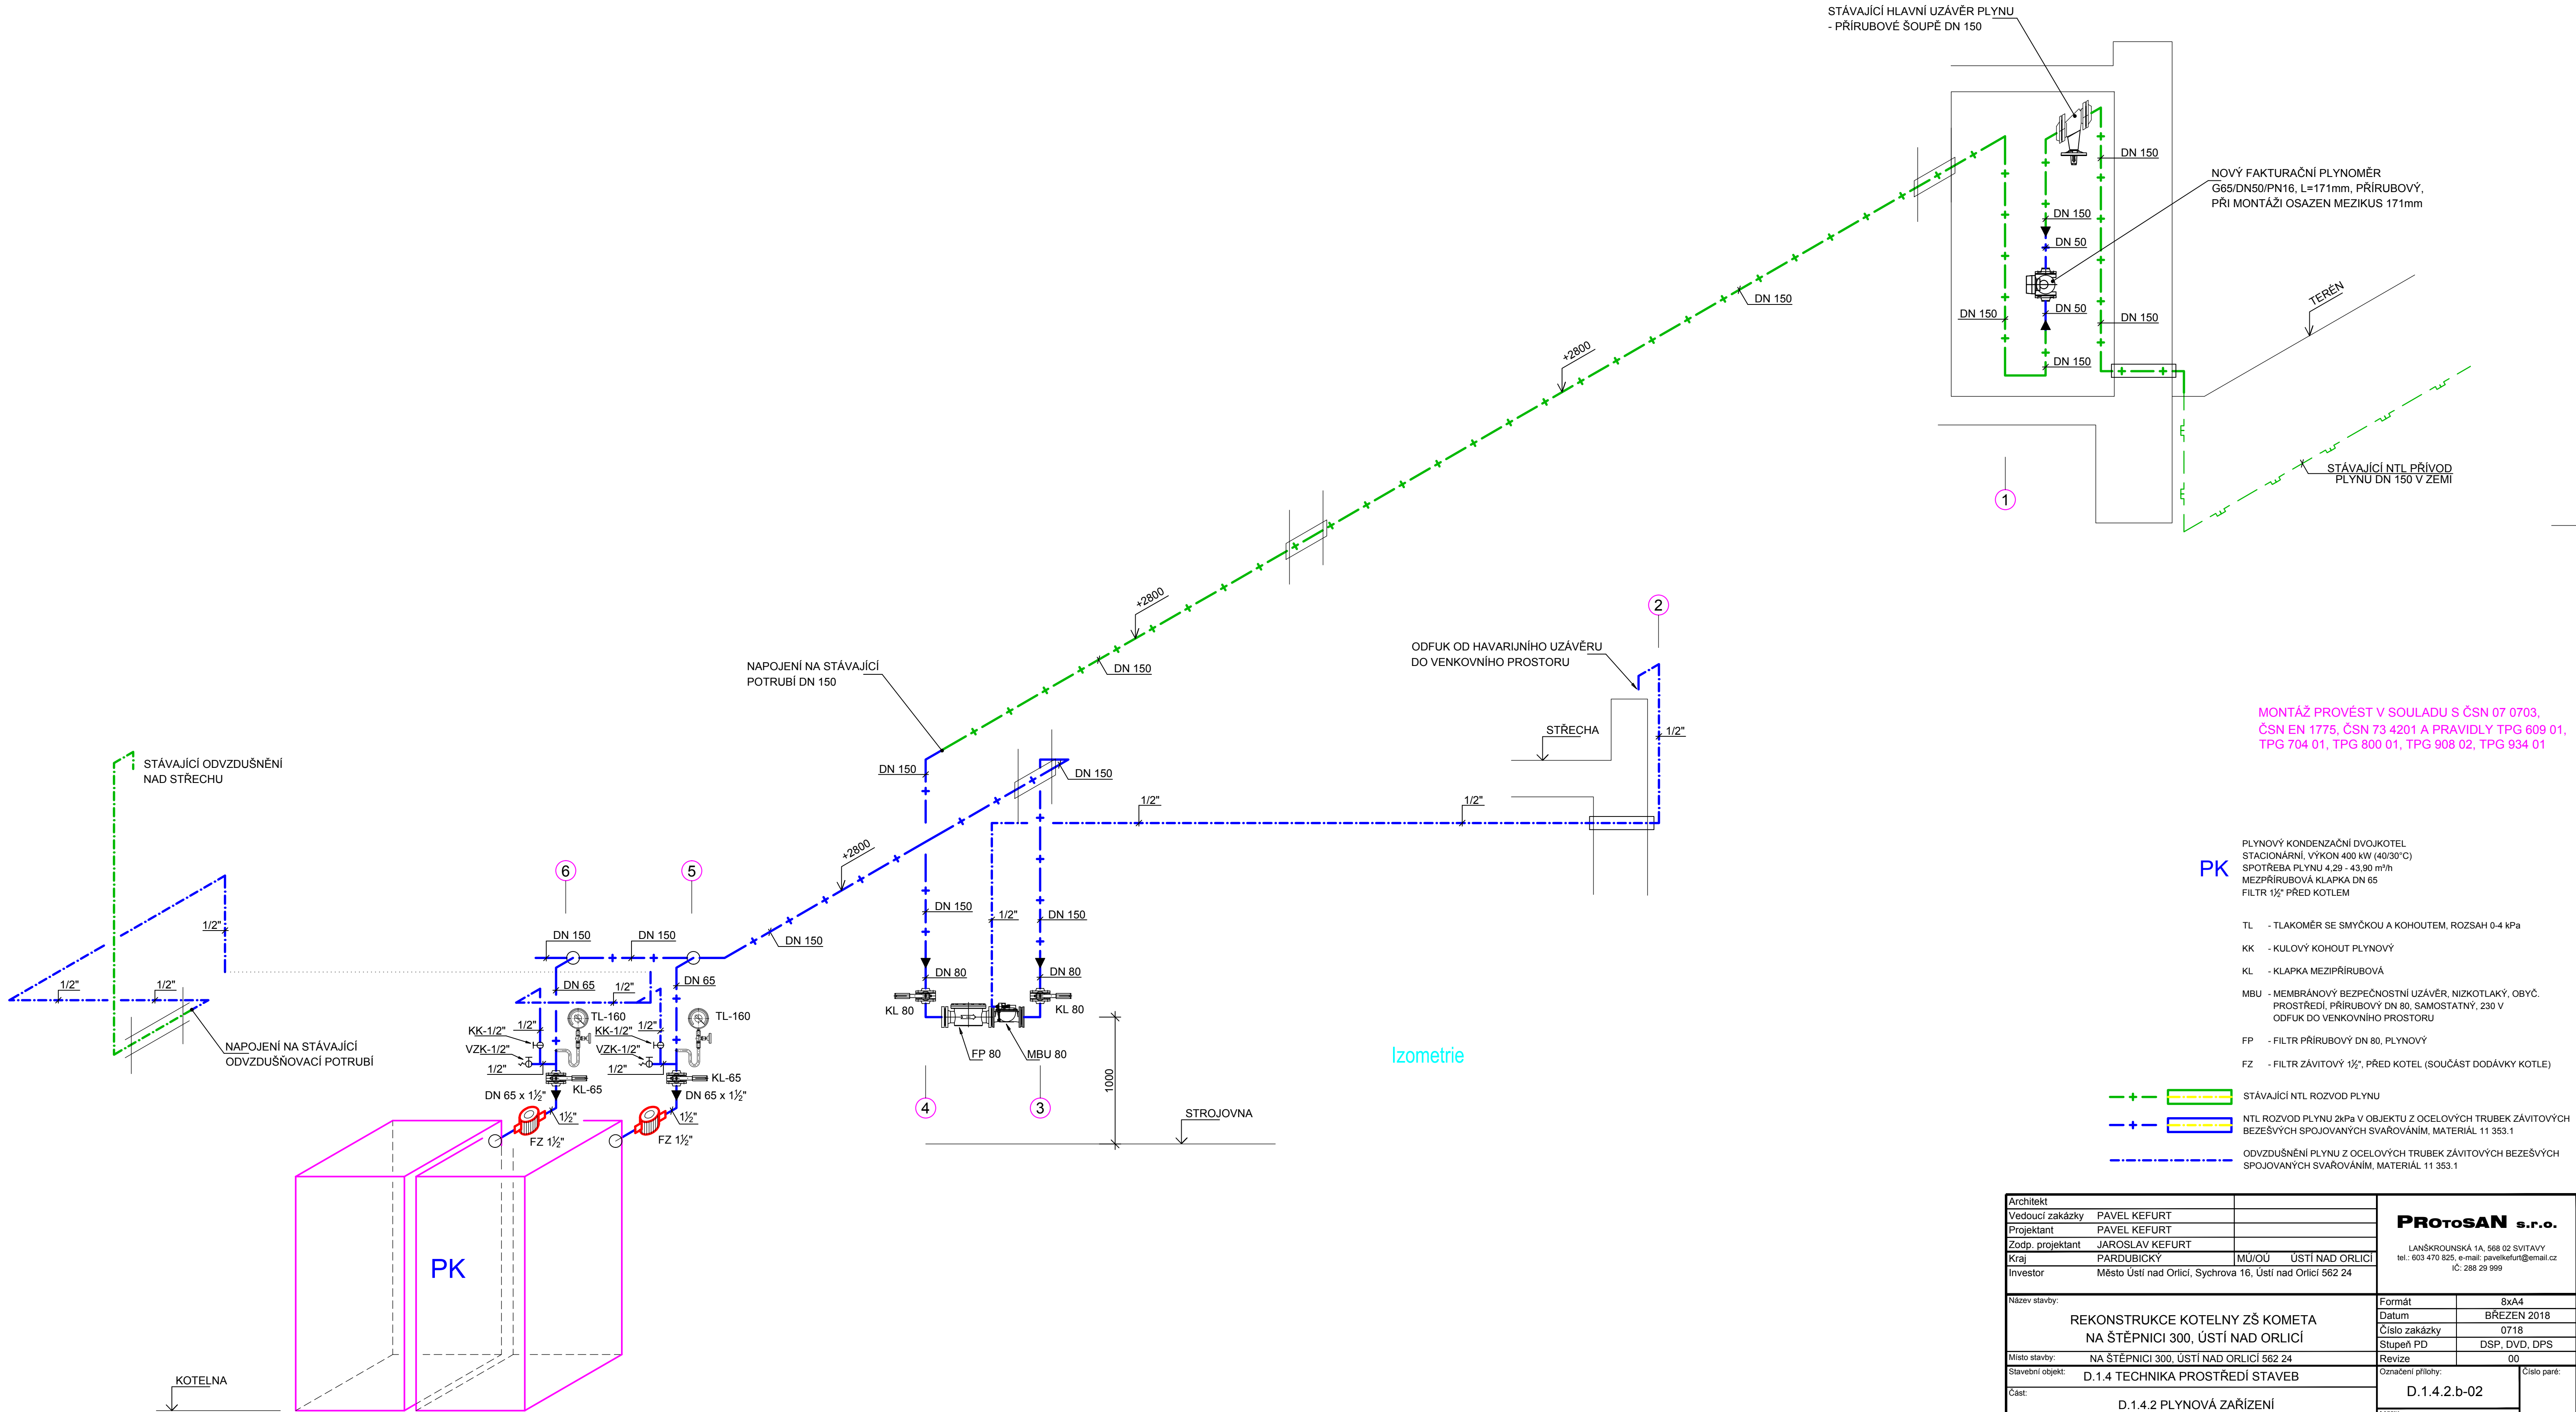 STÁVAJÍCÍ HLAVNÍ UZÁVĚR PLYNU
- PŘÍRUBOVÉ ŠOUPĚ DN 150
DN 150
NOVÝ FAKTURAČNÍ PLYNOMĚR
G65/DN50/PN16, L=171mm, PŘÍRUBOVÝ,
PŘI MONTÁŽI OSAZEN MEZIKUS 171mm
DN 150
DN 50
DN 150
DN 150
DN 50
DN 150
DN 150
TERÉN
+2800
STÁVAJÍCÍ NTL PŘÍVOD
PLYNU DN 150 V ZEMI
1
+2800
2
NAPOJENÍ NA STÁVAJÍCÍ
POTRUBÍ DN 150
DN 150
ODFUK OD HAVARIJNÍHO UZÁVĚRU
DO VENKOVNÍHO PROSTORU
STŘECHA
1/2"
MONTÁŽ PROVÉST V SOULADU S ČSN 07 0703,
ČSN EN 1775, ČSN 73 4201 A PRAVIDLY TPG 609 01,
TPG 704 01, TPG 800 01, TPG 908 02, TPG 934 01
STÁVAJÍCÍ ODVZDUŠNĚNÍ
NAD STŘECHU
DN 150
DN 150
1/2"
1/2"
+2800
6
5
1/2"
DN 150
DN 150
DN 150
DN 150
1/2"
DN 150
1/2"
1/2"
DN 65
1/2"
DN 65
DN 80
DN 80
KL 80
KL 80
TL-160
TL-160
KK-1/2"
1/2"
KK-1/2"
1/2"
VZK-1/2"
VZK-1/2"
1/2"
1/2"
KL-65
KL-65
DN 65 x 1½"
DN 65 x 1½"
1½"
1½"
FZ 1½"
FZ 1½"
NAPOJENÍ NA STÁVAJÍCÍ
ODVZDUŠŇOVACÍ POTRUBÍ
FP 80
MBU 80
Izometrie
1000
4
3
STROJOVNA
PK
KOTELNA
PK
PLYNOVÝ KONDENZAČNÍ DVOJKOTEL
STACIONÁRNÍ, VÝKON 400 kW (40/30°C)
SPOTŘEBA PLYNU 4,29 - 43,90 m³/h
MEZPŘÍRUBOVÁ KLAPKA DN 65
FILTR 1½" PŘED KOTLEM
TL - TLAKOMĚR SE SMYČKOU A KOHOUTEM, ROZSAH 0-4 kPa
KK - KULOVÝ KOHOUT PLYNOVÝ
KL - KLAPKA MEZIPŘÍRUBOVÁ
MBU - MEMBRÁNOVÝ BEZPEČNOSTNÍ UZÁVĚR, NIZKOTLAKÝ, OBYČ.
PROSTŘEDÍ, PŘÍRUBOVÝ DN 80, SAMOSTATNÝ, 230 V
ODFUK DO VENKOVNÍHO PROSTORU
FP - FILTR PŘÍRUBOVÝ DN 80, PLYNOVÝ
FZ - FILTR ZÁVITOVÝ 1½", PŘED KOTEL (SOUČÁST DODÁVKY KOTLE)
STÁVAJÍCÍ NTL ROZVOD PLYNU
NTL ROZVOD PLYNU 2kPa V OBJEKTU Z OCELOVÝCH TRUBEK ZÁVITOVÝCH
BEZEŠVÝCH SPOJOVANÝCH SVAŘOVÁNÍM, MATERIÁL 11 353.1
ODVZDUŠNĚNÍ PLYNU Z OCELOVÝCH TRUBEK ZÁVITOVÝCH BEZEŠVÝCH
SPOJOVANÝCH SVAŘOVÁNÍM, MATERIÁL 11 353.1
Architekt
Vedoucí zakázky PAVEL KEFURT
Projektant PAVEL KEFURT
Zodp. projektant JAROSLAV KEFURT
Kraj PARDUBICKÝ MÚ/OÚ ÚSTÍ NAD ORLICÍ
Investor Město Ústí nad Orlicí, Sychrova 16, Ústí nad Orlicí 562 24
PROTOSAN s.r.o.
LANŠKROUNSKÁ 1A, 568 02 SVITAVY
tel.: 603 470 825, e-mail: pavelkefurt@email.cz
IČ: 288 29 999
Název stavby:
REKONSTRUKCE KOTELNY ZŠ KOMETA
NA ŠTĚPNICI 300, ÚSTÍ NAD ORLICÍ
Místo stavby: NA ŠTĚPNICI 300, ÚSTÍ NAD ORLICÍ 562 24
Stavební objekt: D.1.4 TECHNIKA PROSTŘEDÍ STAVEB
Část:
D.1.4.2 PLYNOVÁ ZAŘÍZENÍ
Formát 8xA4
Datum BŘEZEN 2018
Číslo zakázky 0718
Stupeň PD DSP, DVD, DPS
Revize 00
Označení přílohy: Číslo paré:
D.1.4.2.b-02